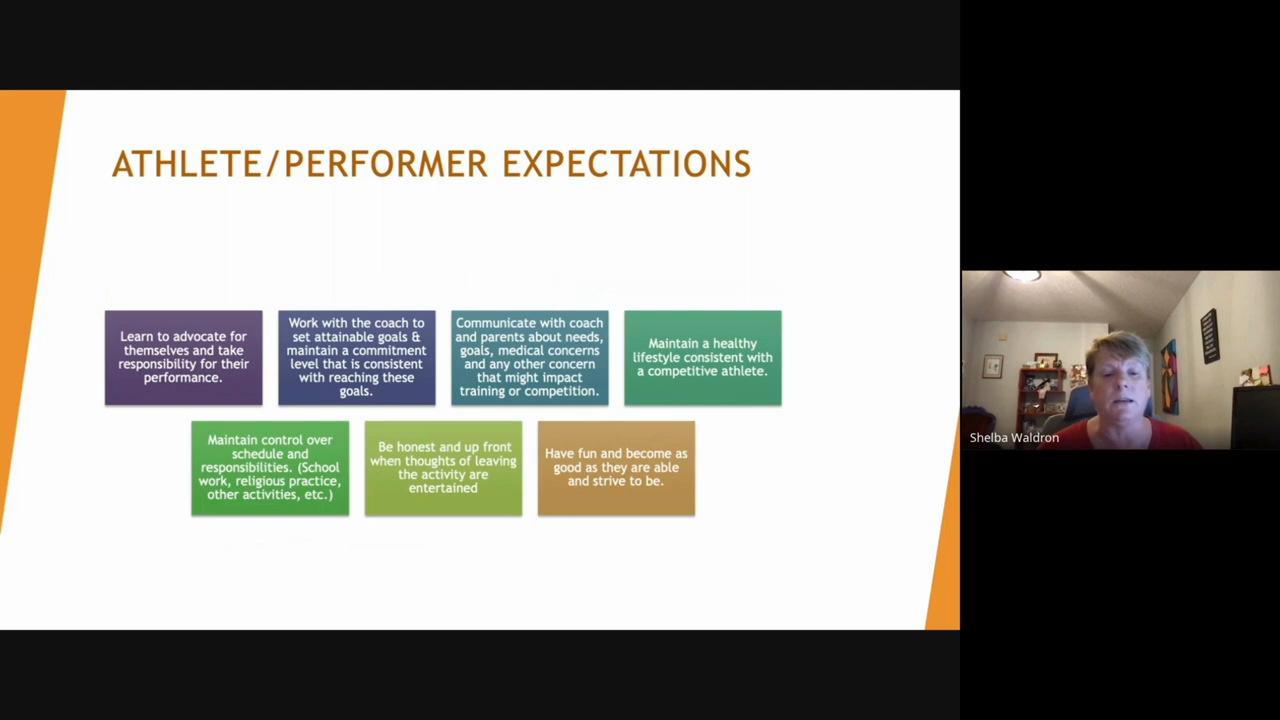 ATHLETE/PERFORMER EXPECTATIONS
Learn to advocate for
themselves and take
responsibility for their
performance.
Work with the coach to
set attainable goals &
maintain a commitment
level that is consistent
with reaching these
goals.
Communicate with coach
and parents about needs,
goals, medical concerns
and any other concern
that might impact
training or competition.
Maintain a healthy
lifestyle consistent with
a competitive athlete.
Maintain control over
schedule and
responsibilities. (School
work, religious practice,
other activities, etc.)
Be honest and up front
when thoughts of leaving
the activity are
entertained
Have fun and become as
good as they are able
and strive to be.
Shelba Waldron